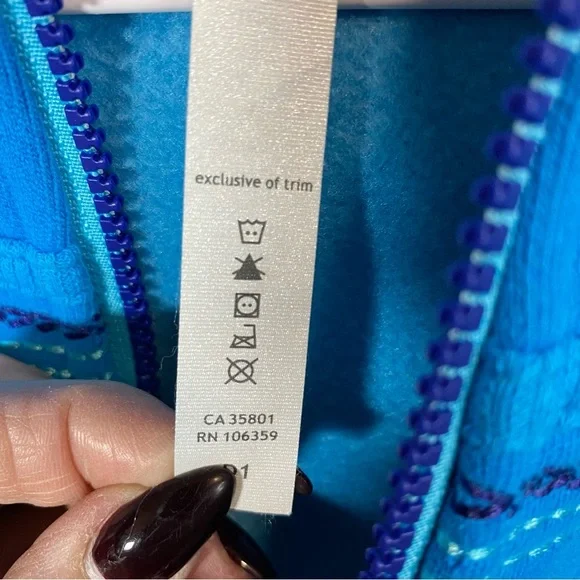 exclusive of trim
CA 35801
RN 106359